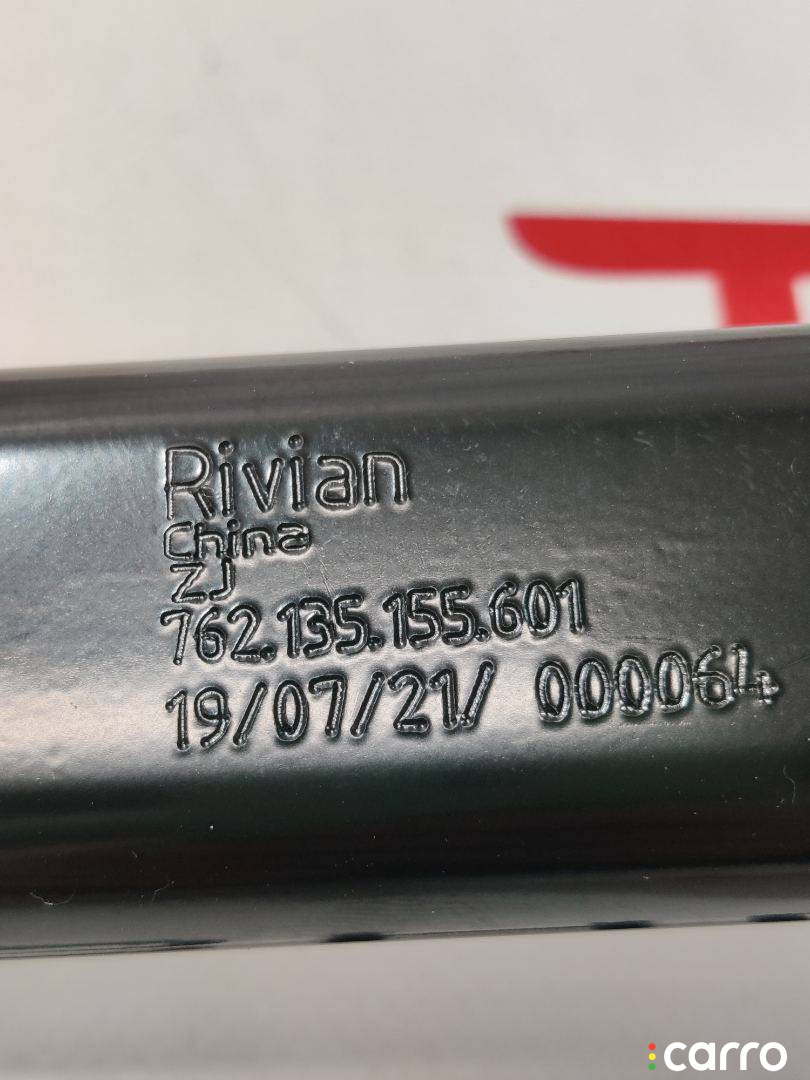 Rivian
China
ZJ
762.135.155.601
19/07/21/ 000064
carro